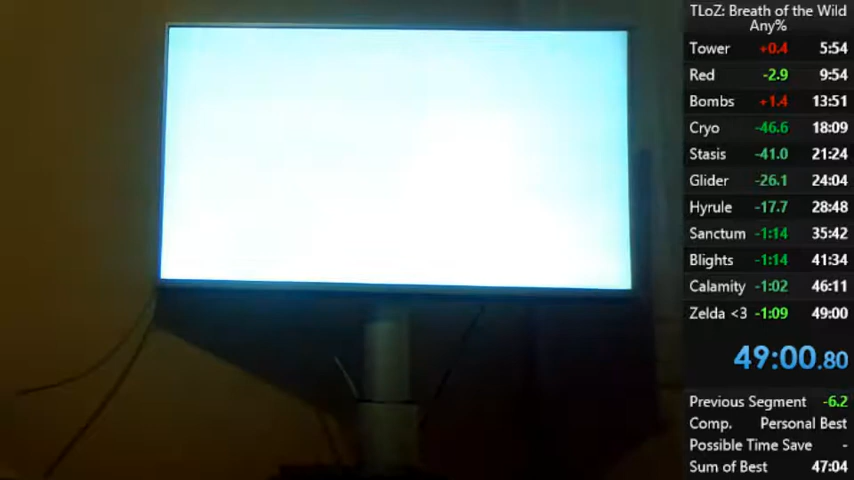 TLoZ: Breath of the Wild
Any%
Tower +0.4 5:54
Red -2.9 9:54
Bombs +1.4 13:51
Cryo -46.6 18:09
Stasis -41.0 21:24
Glider -26.1 24:04
Hyrule -17.7 28:48
Sanctum -1:14 35:42
Blights -1:14 41:34
Calamity -1:02 46:11
Zelda <3 -1:09 49:00
49:00.80
Previous Segment -6.2
Comp. Personal Best
Possible Time Save -
Sum of Best 47:04